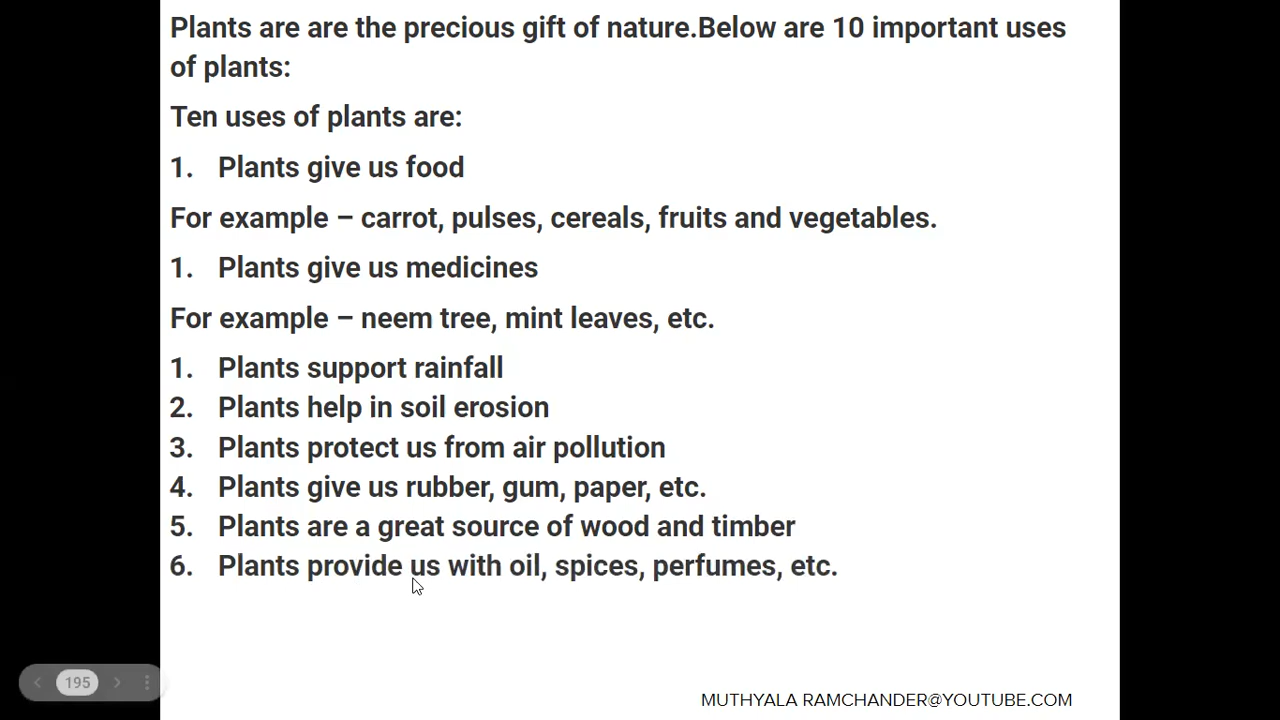 Plants are are the precious gift of nature.Below are 10 important uses
of plants:
Ten uses of plants are:
1. Plants give us food
For example – carrot, pulses, cereals, fruits and vegetables.
1. Plants give us medicines
For example – neem tree, mint leaves, etc.
1. Plants support rainfall
2. Plants help in soil erosion
3. Plants protect us from air pollution
4. Plants give us rubber, gum, paper, etc.
5. Plants are a great source of wood and timber
6. Plants provide us with oil, spices, perfumes, etc.
195
MUTHYALA RAMCHANDER@YOUTUBE.COM